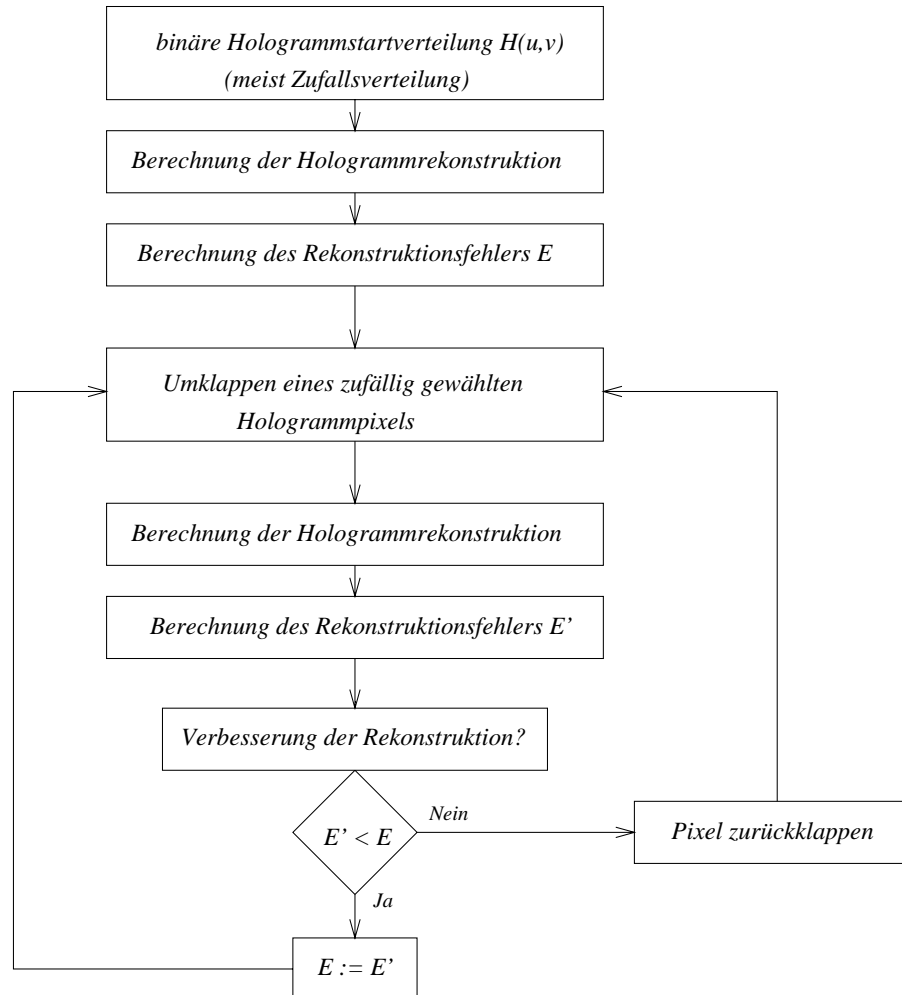 binäre Hologrammstartverteilung H(u,v)
(meist Zufallsverteilung)
Berechnung der Hologrammrekonstruktion
Berechnung des Rekonstruktionsfehlers E
Umklappen eines zufällig gewählten
Hologrammpixels
Berechnung der Hologrammrekonstruktion
Berechnung des Rekonstruktionsfehlers E’
Verbesserung der Rekonstruktion?
E’ < E
Nein
Pixel zurückklappen
Ja
E := E’